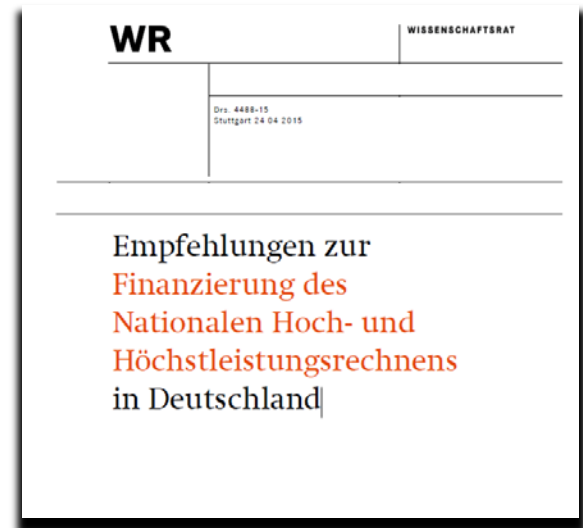 WR
WISSENSCHAFTSRAT
Drs. 4488-15
Stuttgart 24 04 2015
Empfehlungen zur
Finanzierung des
Nationalen Hoch- und
Höchstleistungsrechnens
in Deutschland